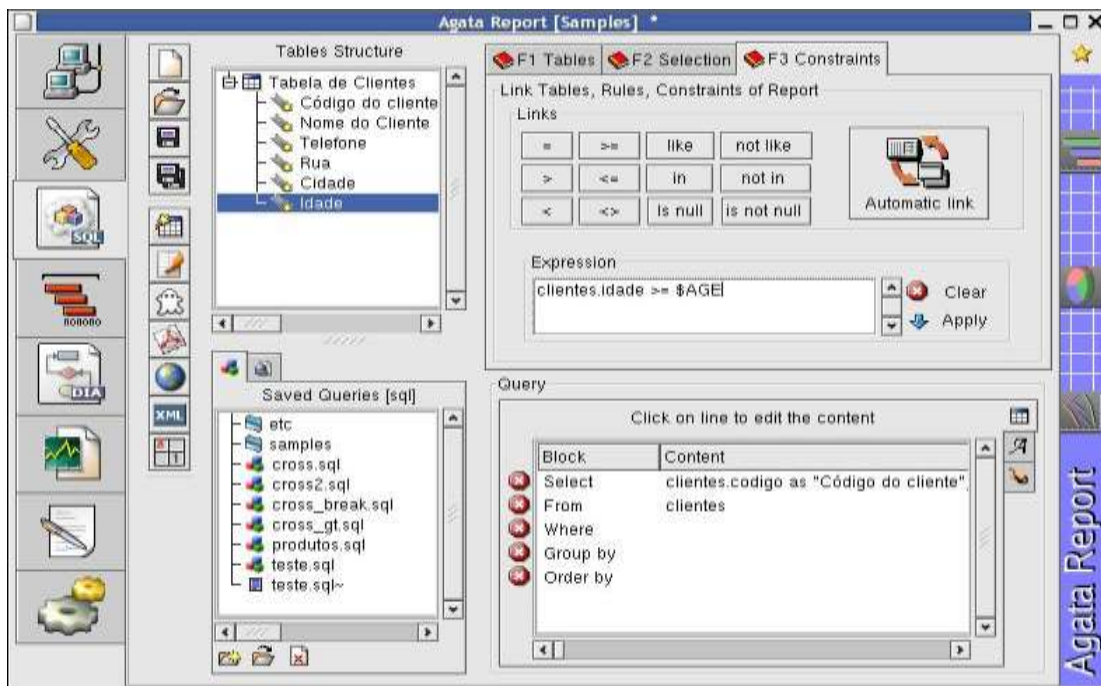 Agata Report [Samples] *
Tables Structure
Tabela de Clientes
Código do cliente
Nome do Cliente
Telefone
Rua
Cidade
Idade
F1 Tables
F2 Selection
F3 Constraints
Link Tables, Rules, Constraints of Report
Links
= >= like not like
> <= in not in
< <> Is null is not null
Automatic link
Expression
clientes.idade >= $AGE
Clear
Apply
SQL
DIA
XML
Saved Queries [sql]
etc
samples
cross.sql
cross2.sql
cross_break.sql
cross_gt.sql
produtos.sql
teste.sql
teste.sql~
Query
Click on line to edit the content
Block Content
Select clientes.codigo as "Código do cliente",
From clientes
Where
Group by
Order by
Agata Report